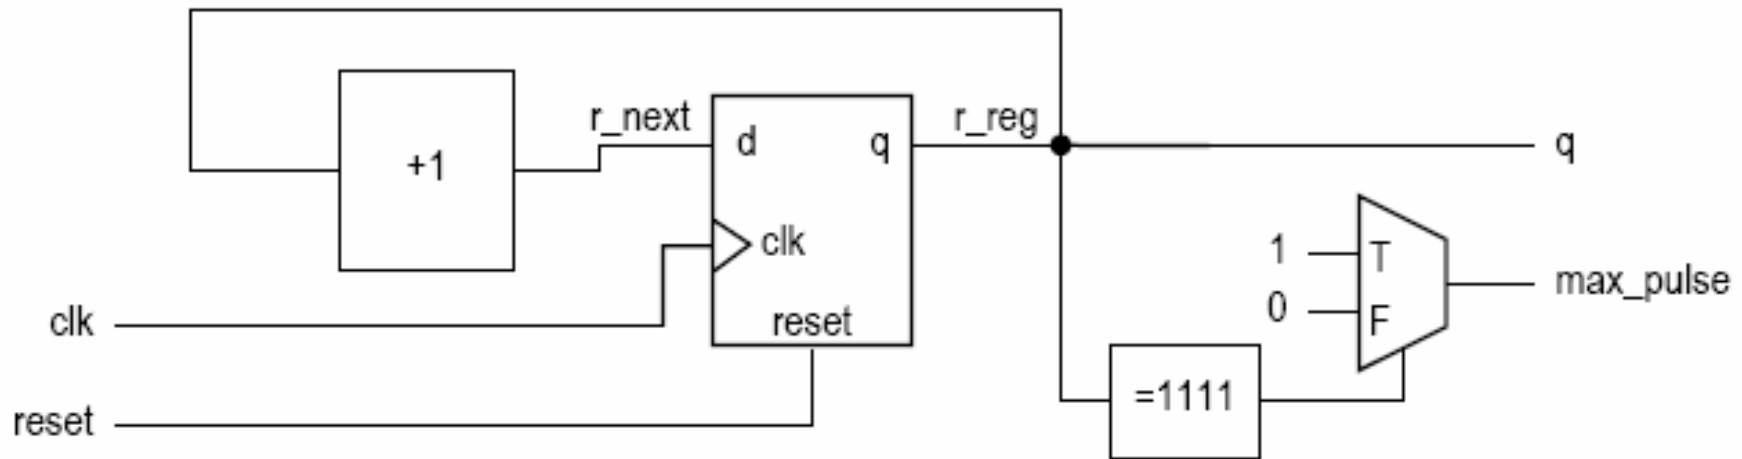 r_next
r_reg
d
q
q
+1
clk
1
T
0
F
max_pulse
clk
reset
=1111
reset